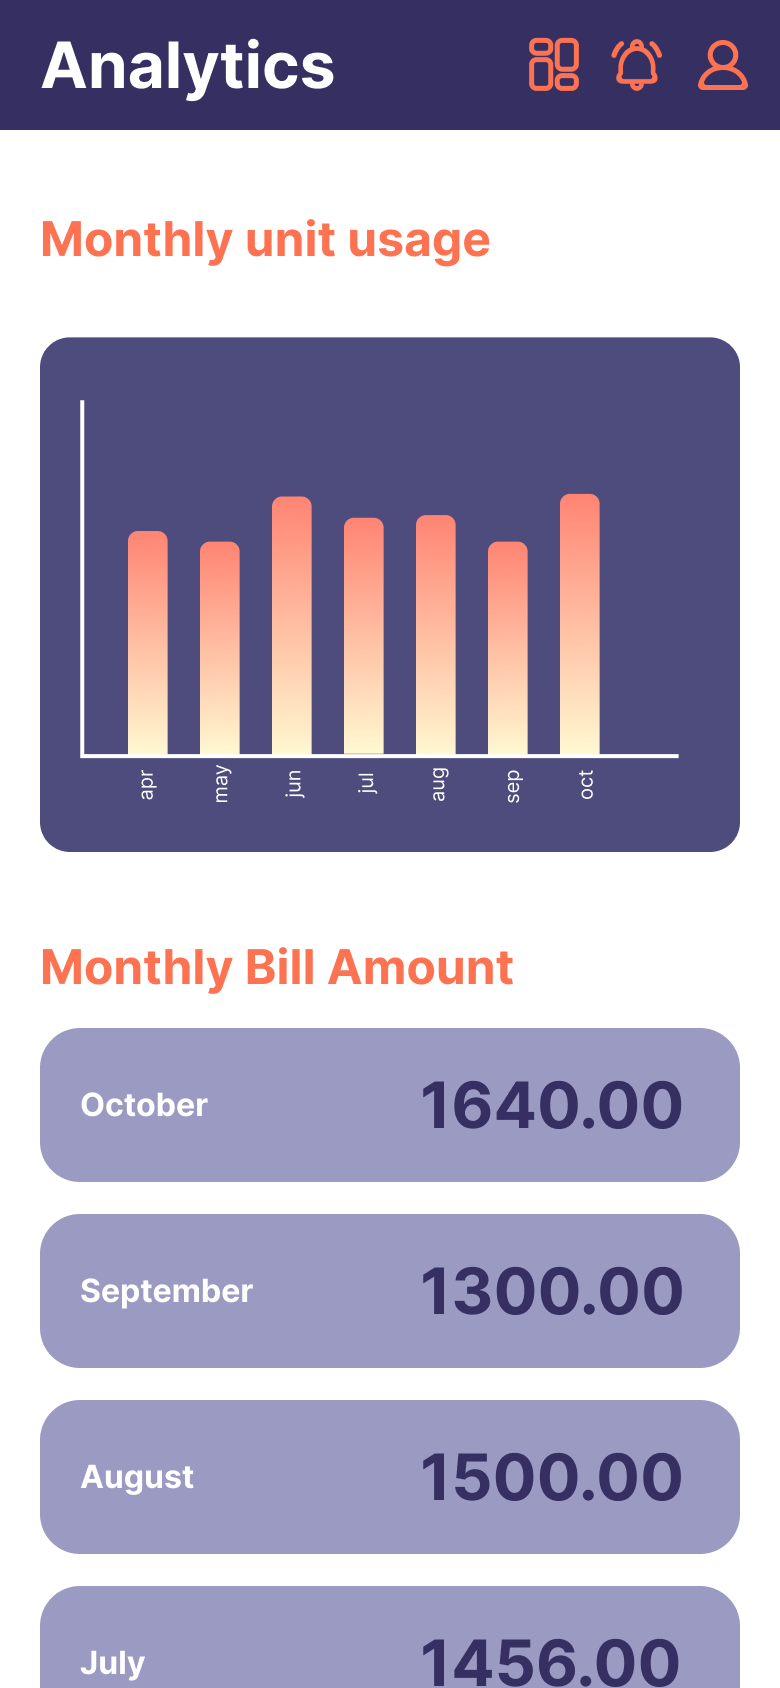 Analytics
Monthly unit usage
apr may jun jul aug sep oct
Monthly Bill Amount
October 1640.00
September 1300.00
August 1500.00
July 1456.00